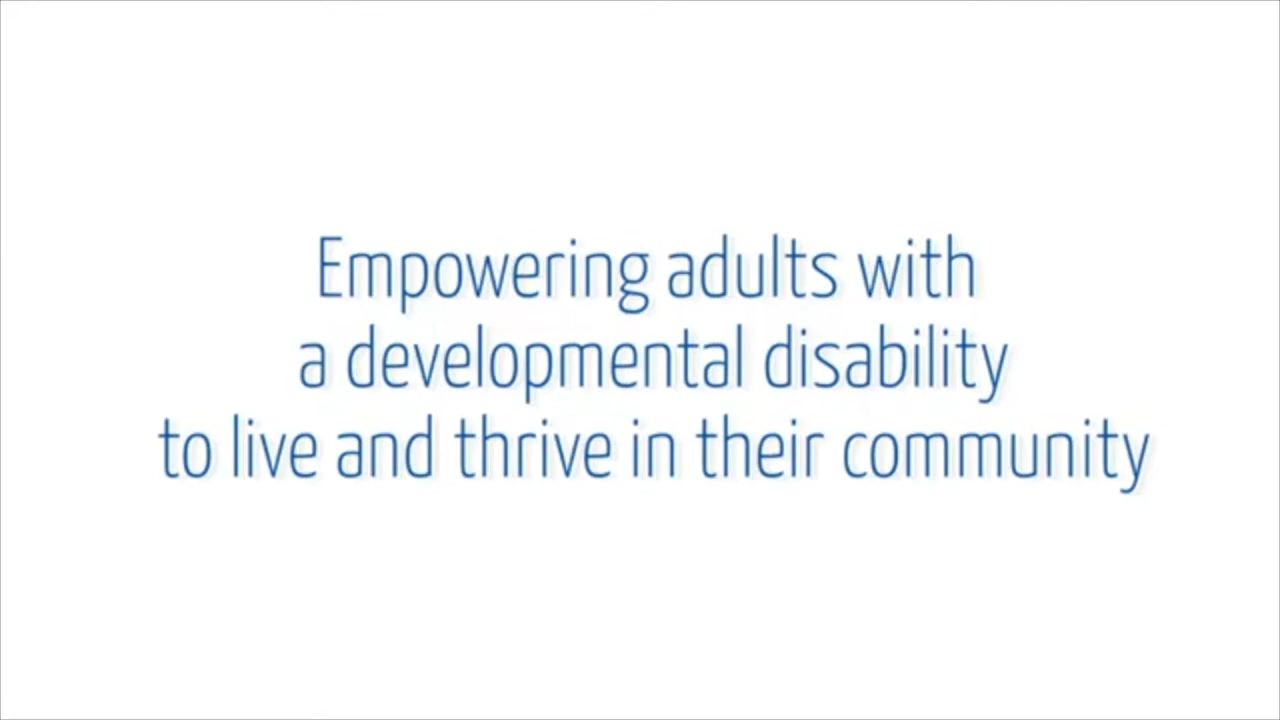 Empowering adults with
a developmental disability
to live and thrive in their community